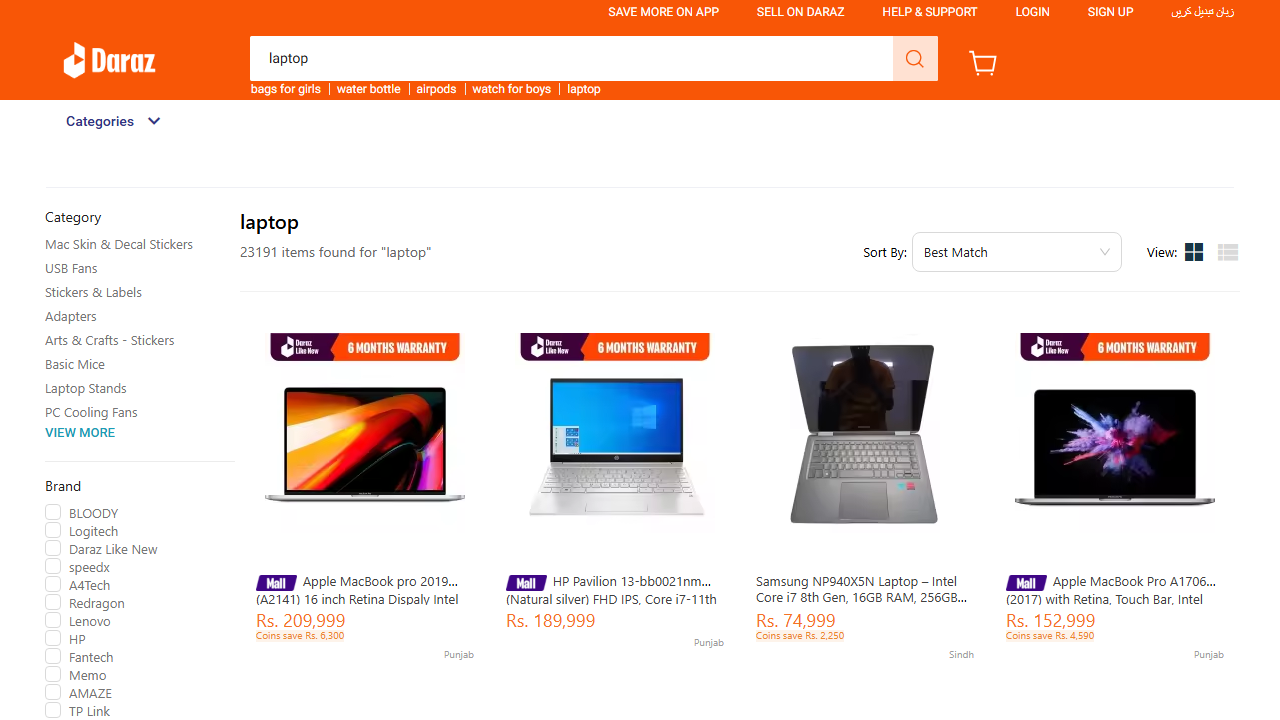 SAVE MORE ON APP
SELL ON DARAZ
HELP & SUPPORT
LOGIN
SIGN UP
زبان تبدیل کریں
Daraz
laptop
bags for girls
water bottle
airpods
watch for boys
laptop
Categories
Category
Mac Skin & Decal Stickers
USB Fans
Stickers & Labels
Adapters
Arts & Crafts - Stickers
Basic Mice
Laptop Stands
PC Cooling Fans
VIEW MORE
Brand
BLOODY
Logitech
Daraz Like New
speedx
A4Tech
Redragon
Lenovo
HP
Fantech
Memo
AMAZE
TP Link
laptop
23191 items found for "laptop"
Sort By:
Best Match
View:
Daraz Like New
6 MONTHS WARRANTY
Mall Apple MacBook pro 2019...
(A2141) 16 inch Retina Dispaly Intel
Rs. 209,999
Coins save Rs. 6,300
Punjab
Daraz Like New
6 MONTHS WARRANTY
Mall HP Pavilion 13-bb0021nm...
(Natural silver) FHD IPS, Core i7-11th
Rs. 189,999
Punjab
Samsung NP940X5N Laptop – Intel
Core i7 8th Gen, 16GB RAM, 256GB...
Rs. 74,999
Coins save Rs. 2,250
Sindh
Daraz Like New
6 MONTHS WARRANTY
Mall Apple MacBook Pro A1706...
(2017) with Retina, Touch Bar, Intel
Rs. 152,999
Coins save Rs. 4,590
Punjab